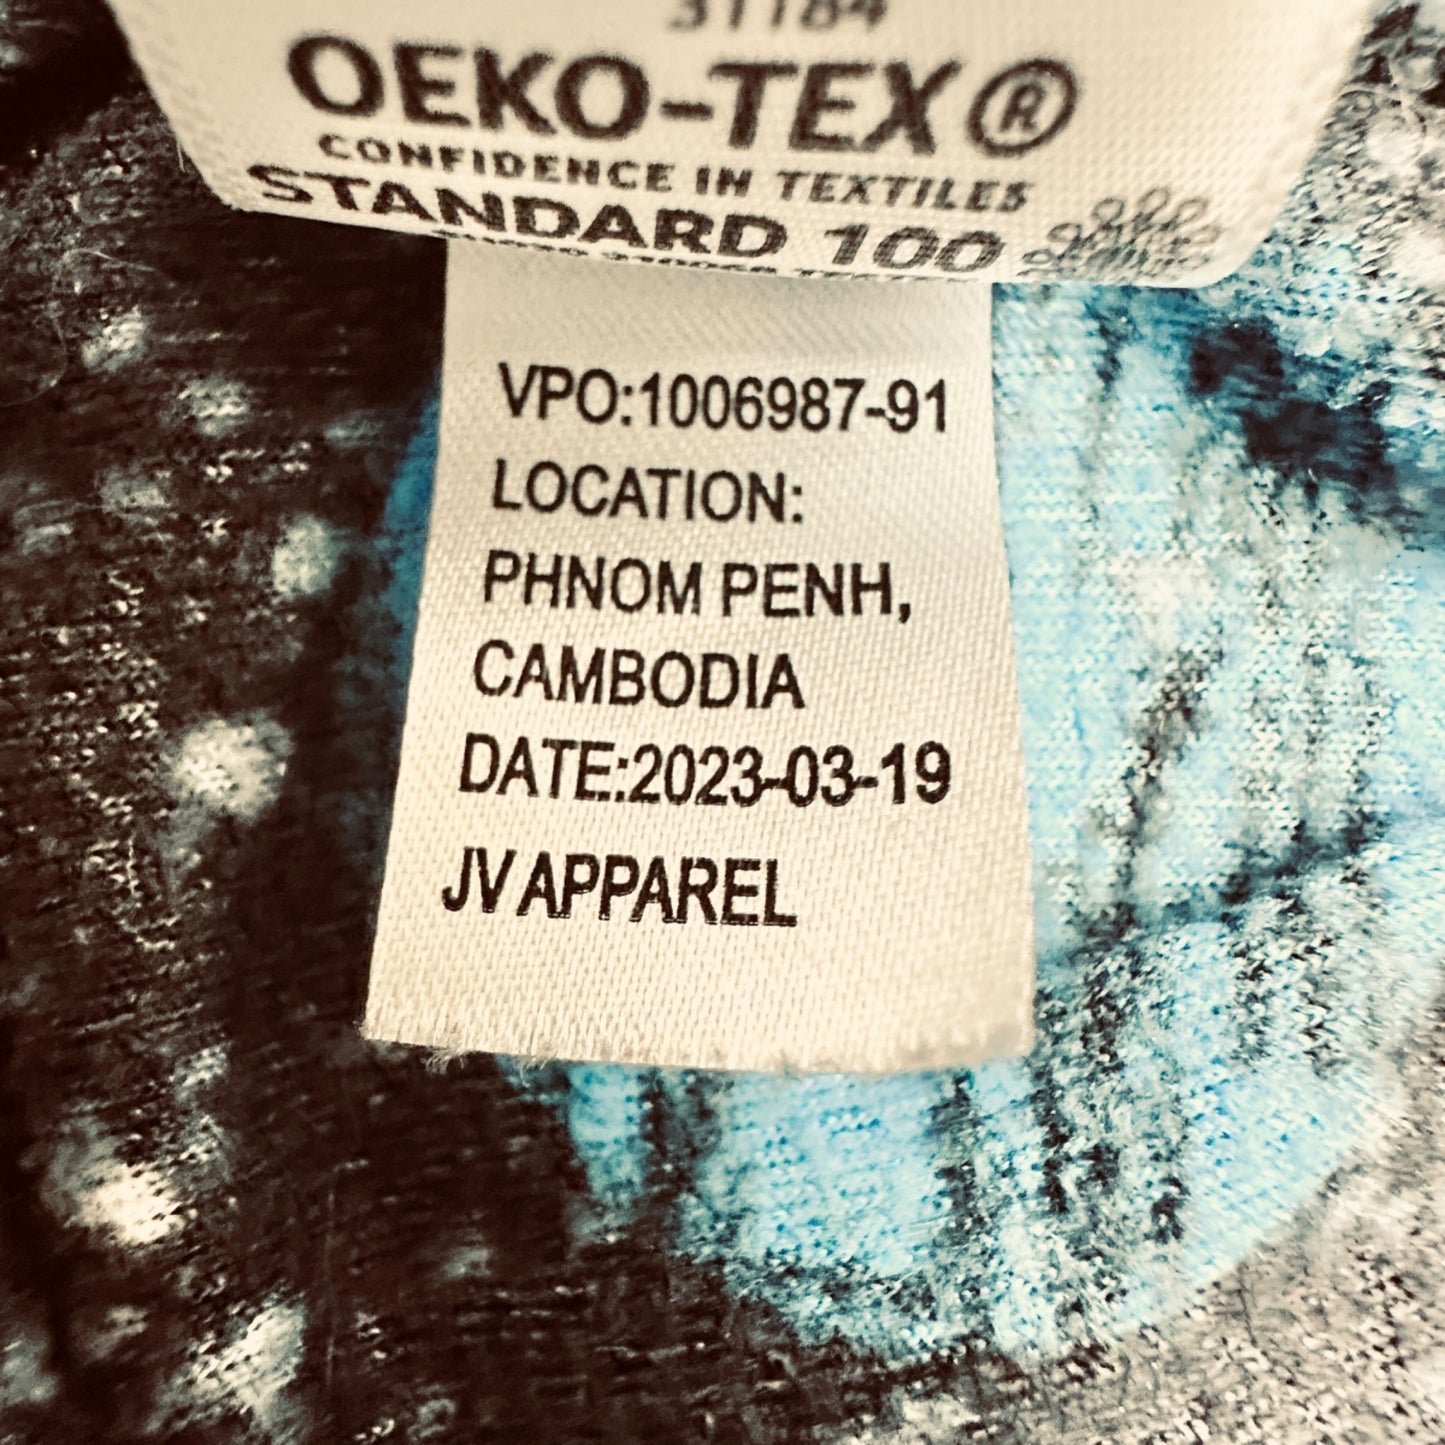 31184
OEKO-TEX®
CONFIDENCE IN TEXTILES
STANDARD 100
VPO:1006987-91
LOCATION:
PHNOM PENH,
CAMBODIA
DATE:2023-03-19
JV APPAREL